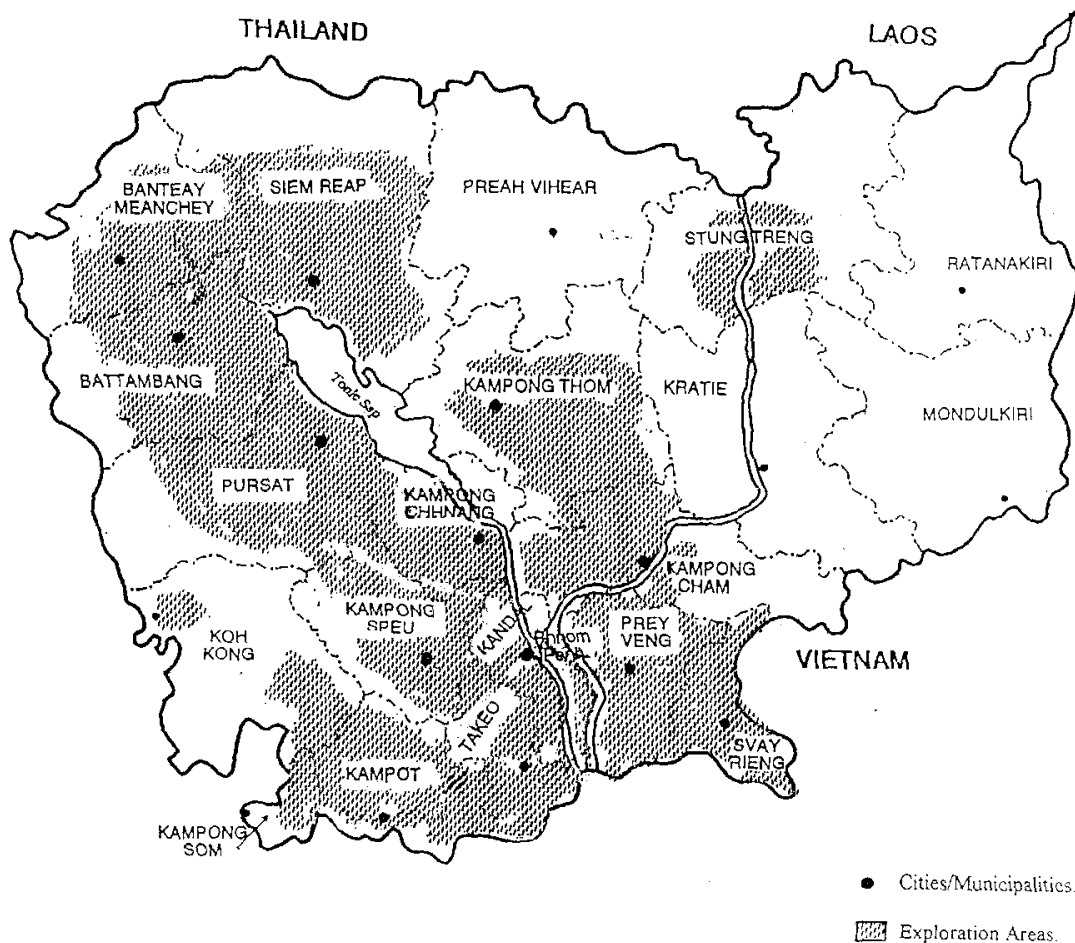 THAILAND
LAOS
BANTEAY
MEANCHEY
SIEM REAP
PREAH VIHEAR
STUNG TRENG
RATANAKIRI
BATTAMBANG
Tonle Sap
KAMPONG THOM
KRATIE
MONDULKIRI
PURSAT
KAMPONG
CHHNANG
KAMPONG
CHAM
KAMPONG
SPEU
KANDAL
PREY
VENG
Phnom
Penh
KOH
KONG
VIETNAM
TAKEO
SVAY
RIENG
KAMPOT
KAMPONG
SOM
Cities/Municipalities.
Exploration Areas.